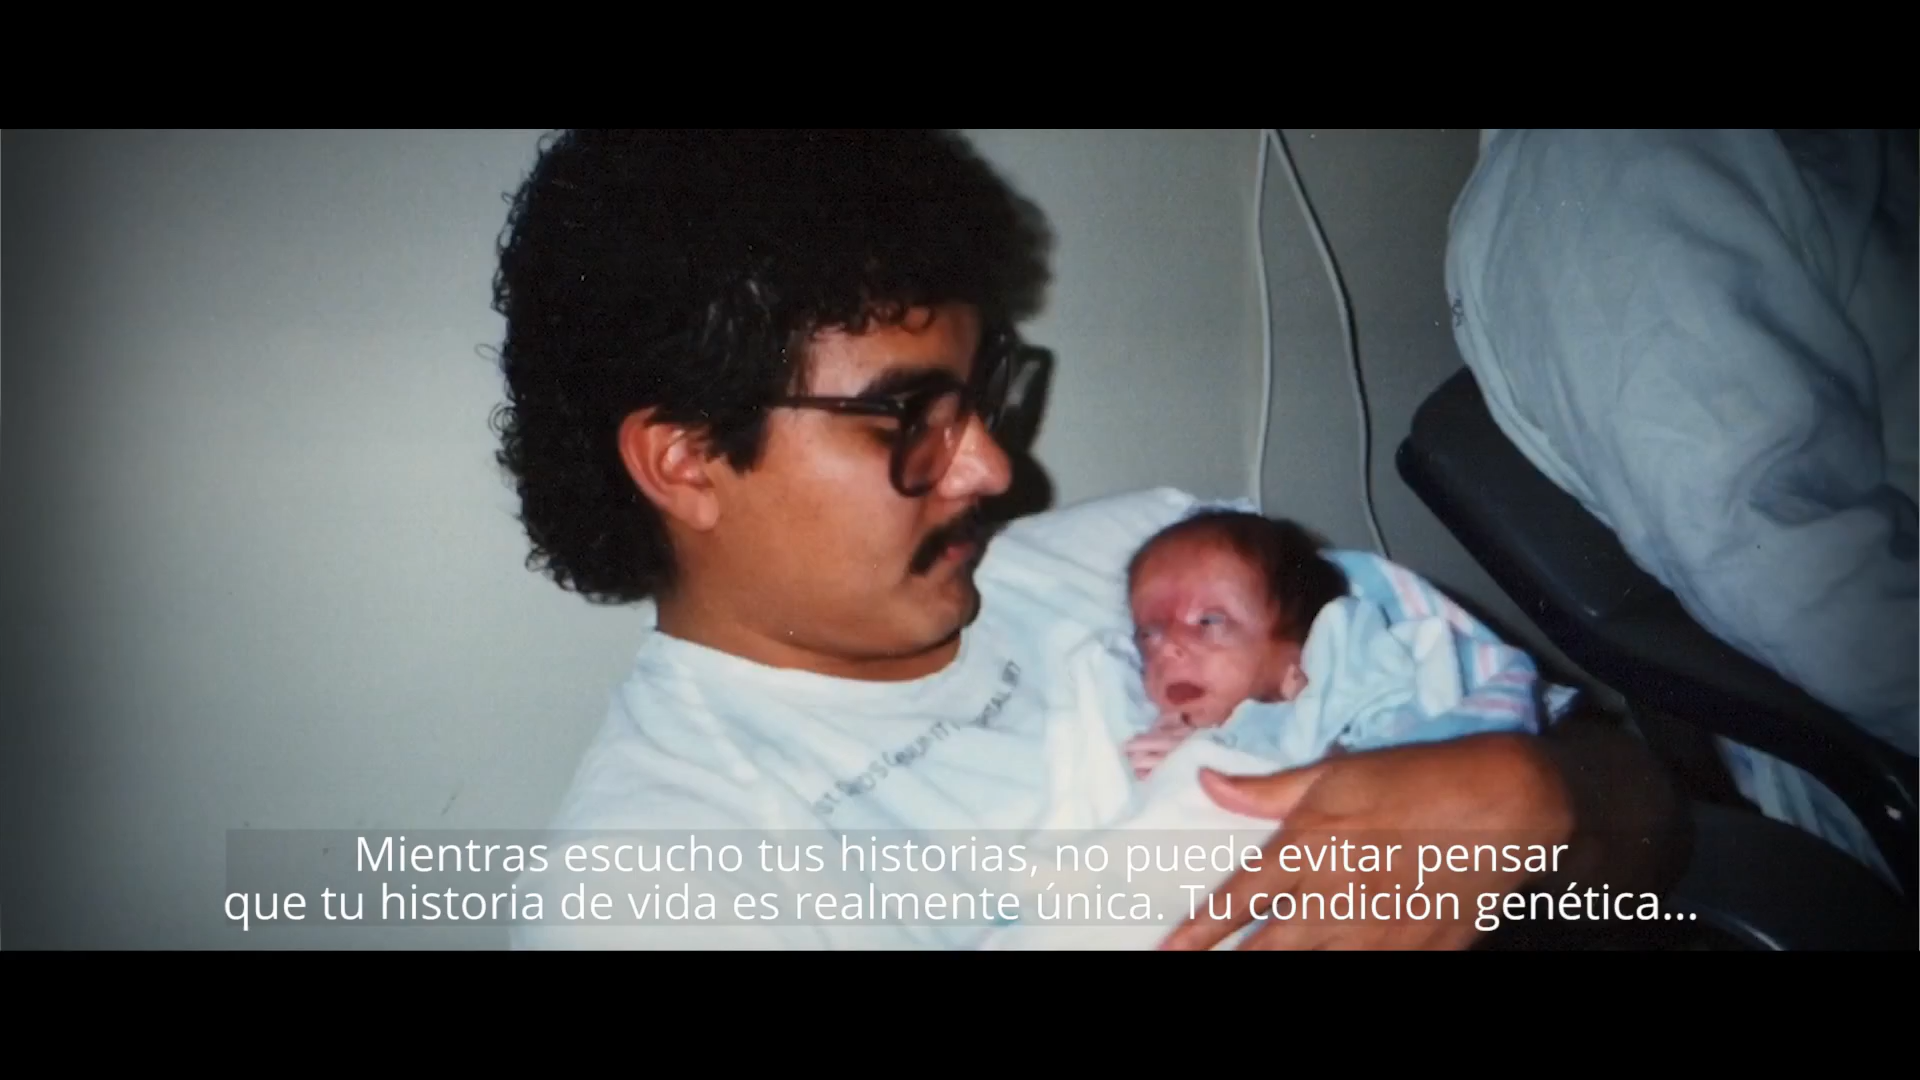 Mientras escucho tus historias, no puede evitar pensar
que tu historia de vida es realmente única. Tu condición genética...